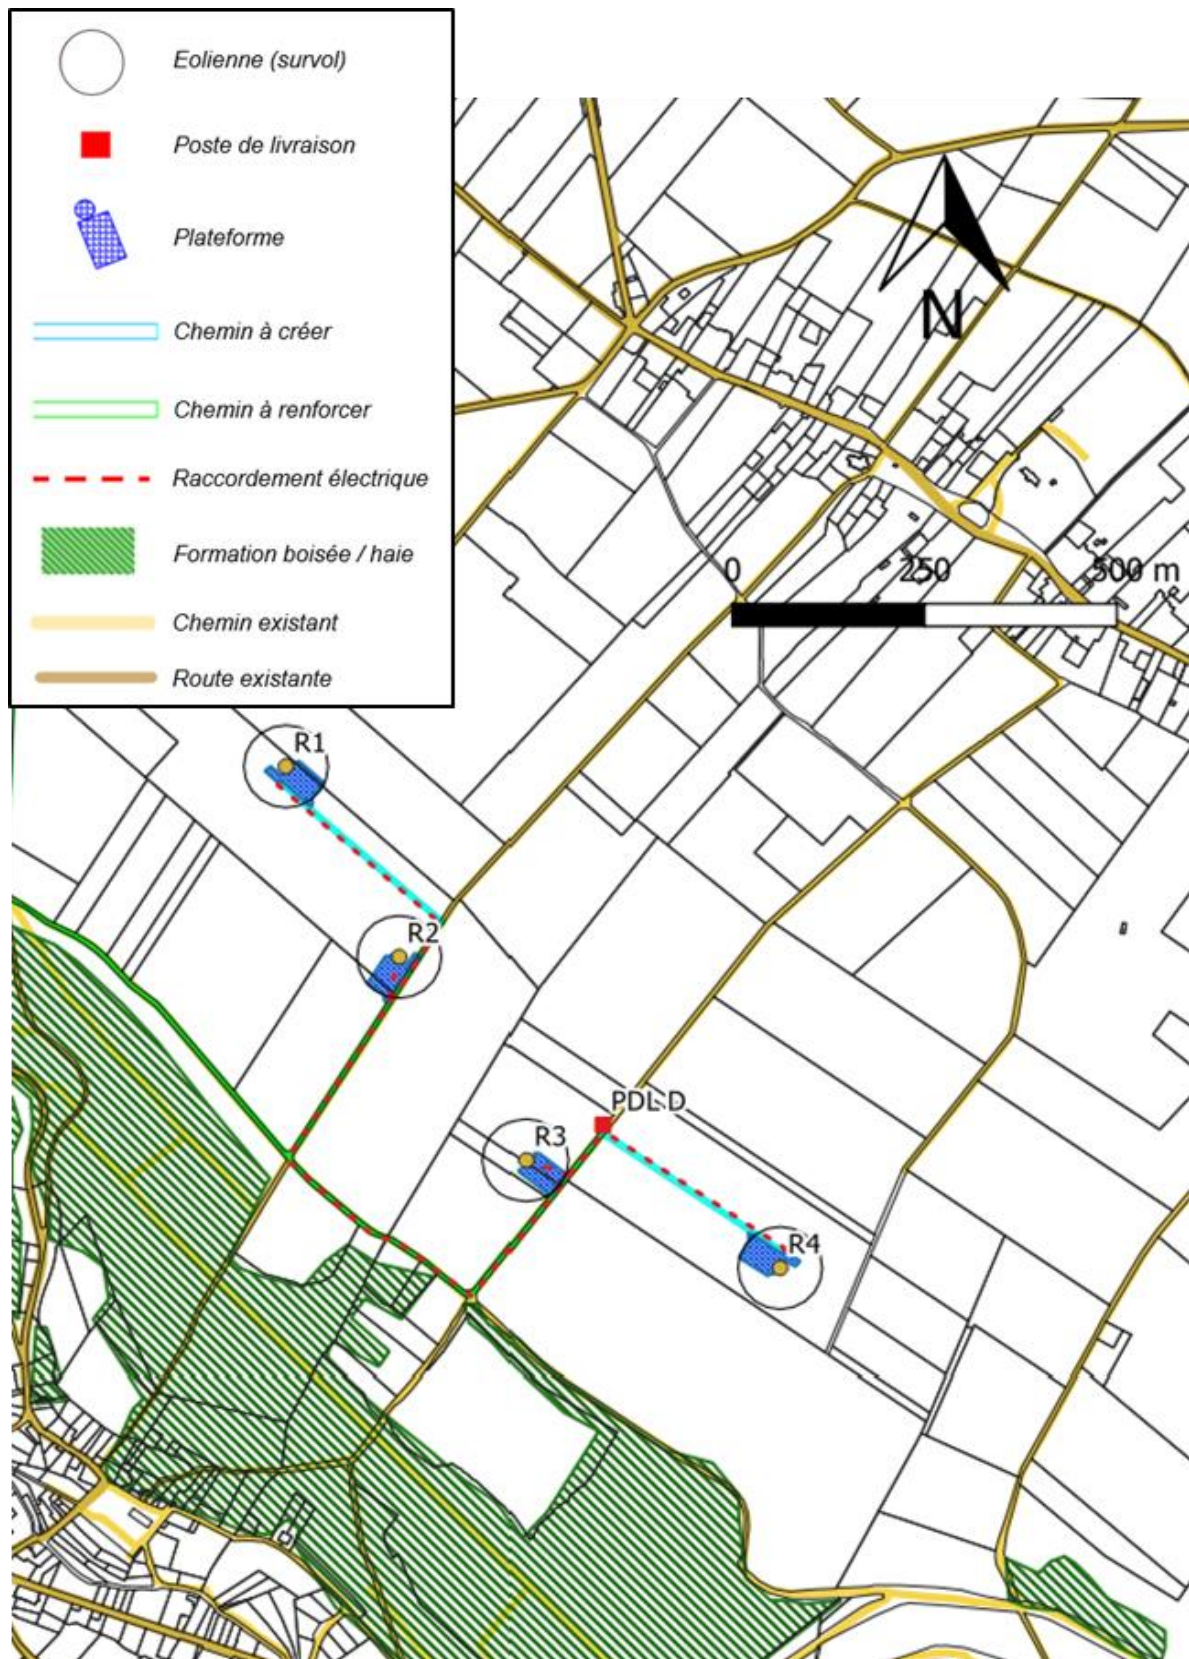 Eolienne (survol)
Poste de livraison
Plateforme
Chemin à créer
Chemin à renforcer
Raccordement électrique
Formation boisée / haie
Chemin existant
Route existante
N
0 250 500 m
R1
R2
PDL D
R3
R4